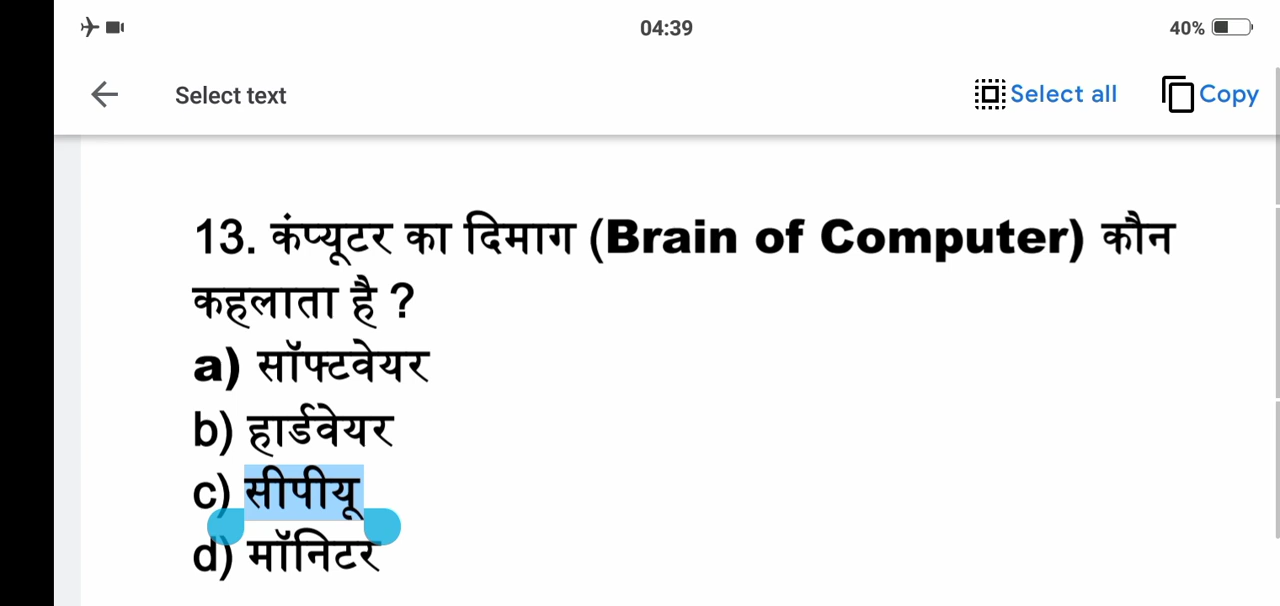 04:39
40%
Select text
Select all
Copy
13. कंप्यूटर का दिमाग (Brain of Computer) कौन
कहलाता है ?
a) सॉफ्टवेयर
b) हार्डवेयर
c) सीपीयू
d) मॉनिटर